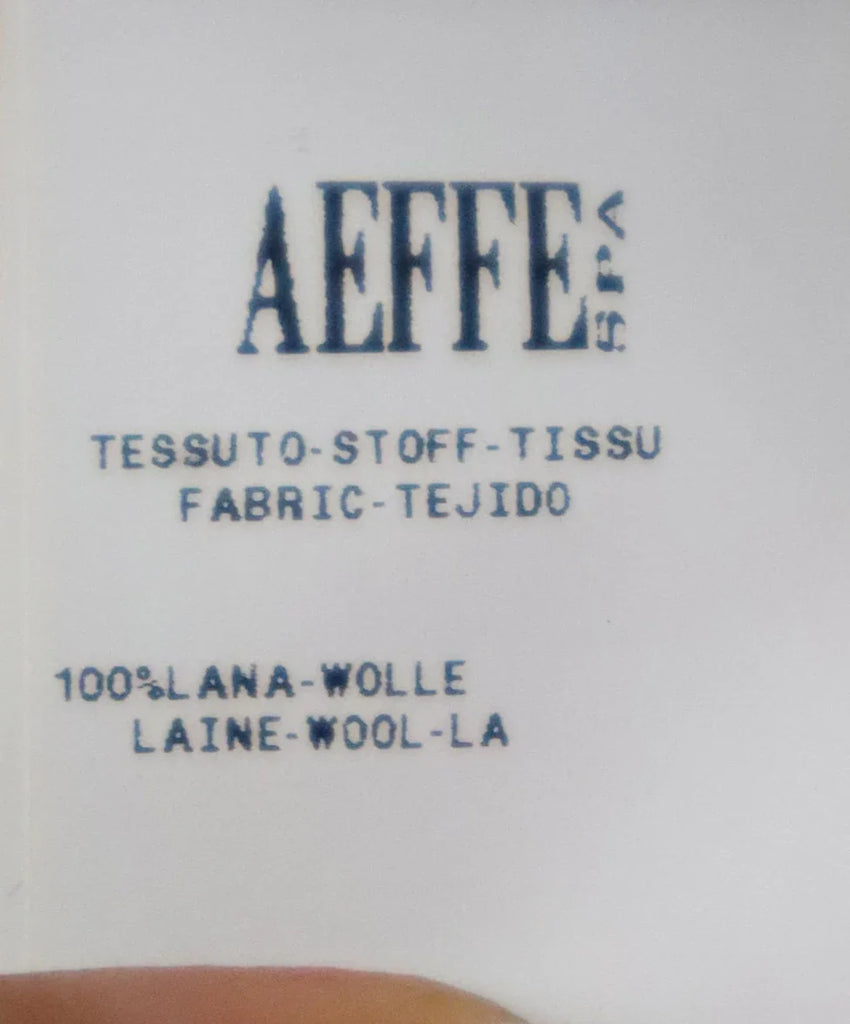 AEFFE SPA
TESSUTO-STOFF-TISSU
FABRIC-TEJIDO
100%LANA-WOLLE
LAINE-WOOL-LA